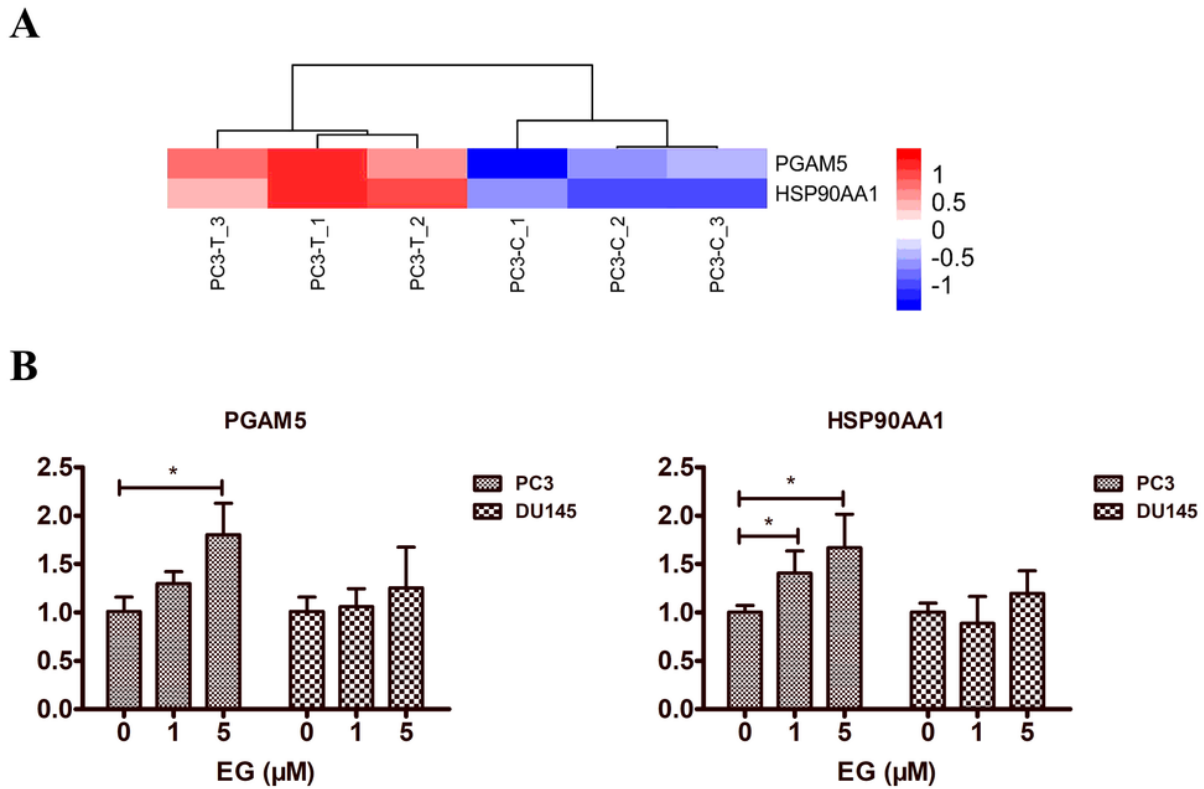 A
PGAM5
HSP90AA1
PC3-T_3
PC3-T_1
PC3-T_2
PC3-C_1
PC3-C_2
PC3-C_3
1
0.5
0
-0.5
-1
B
PGAM5
2.5
2.0
1.5
1.0
0.5
0.0
*
PC3
DU145
0 1 5 0 1 5
EG (µM)
HSP90AA1
2.5
2.0
1.5
1.0
0.5
0.0
*
*
PC3
DU145
0 1 5 0 1 5
EG (µM)